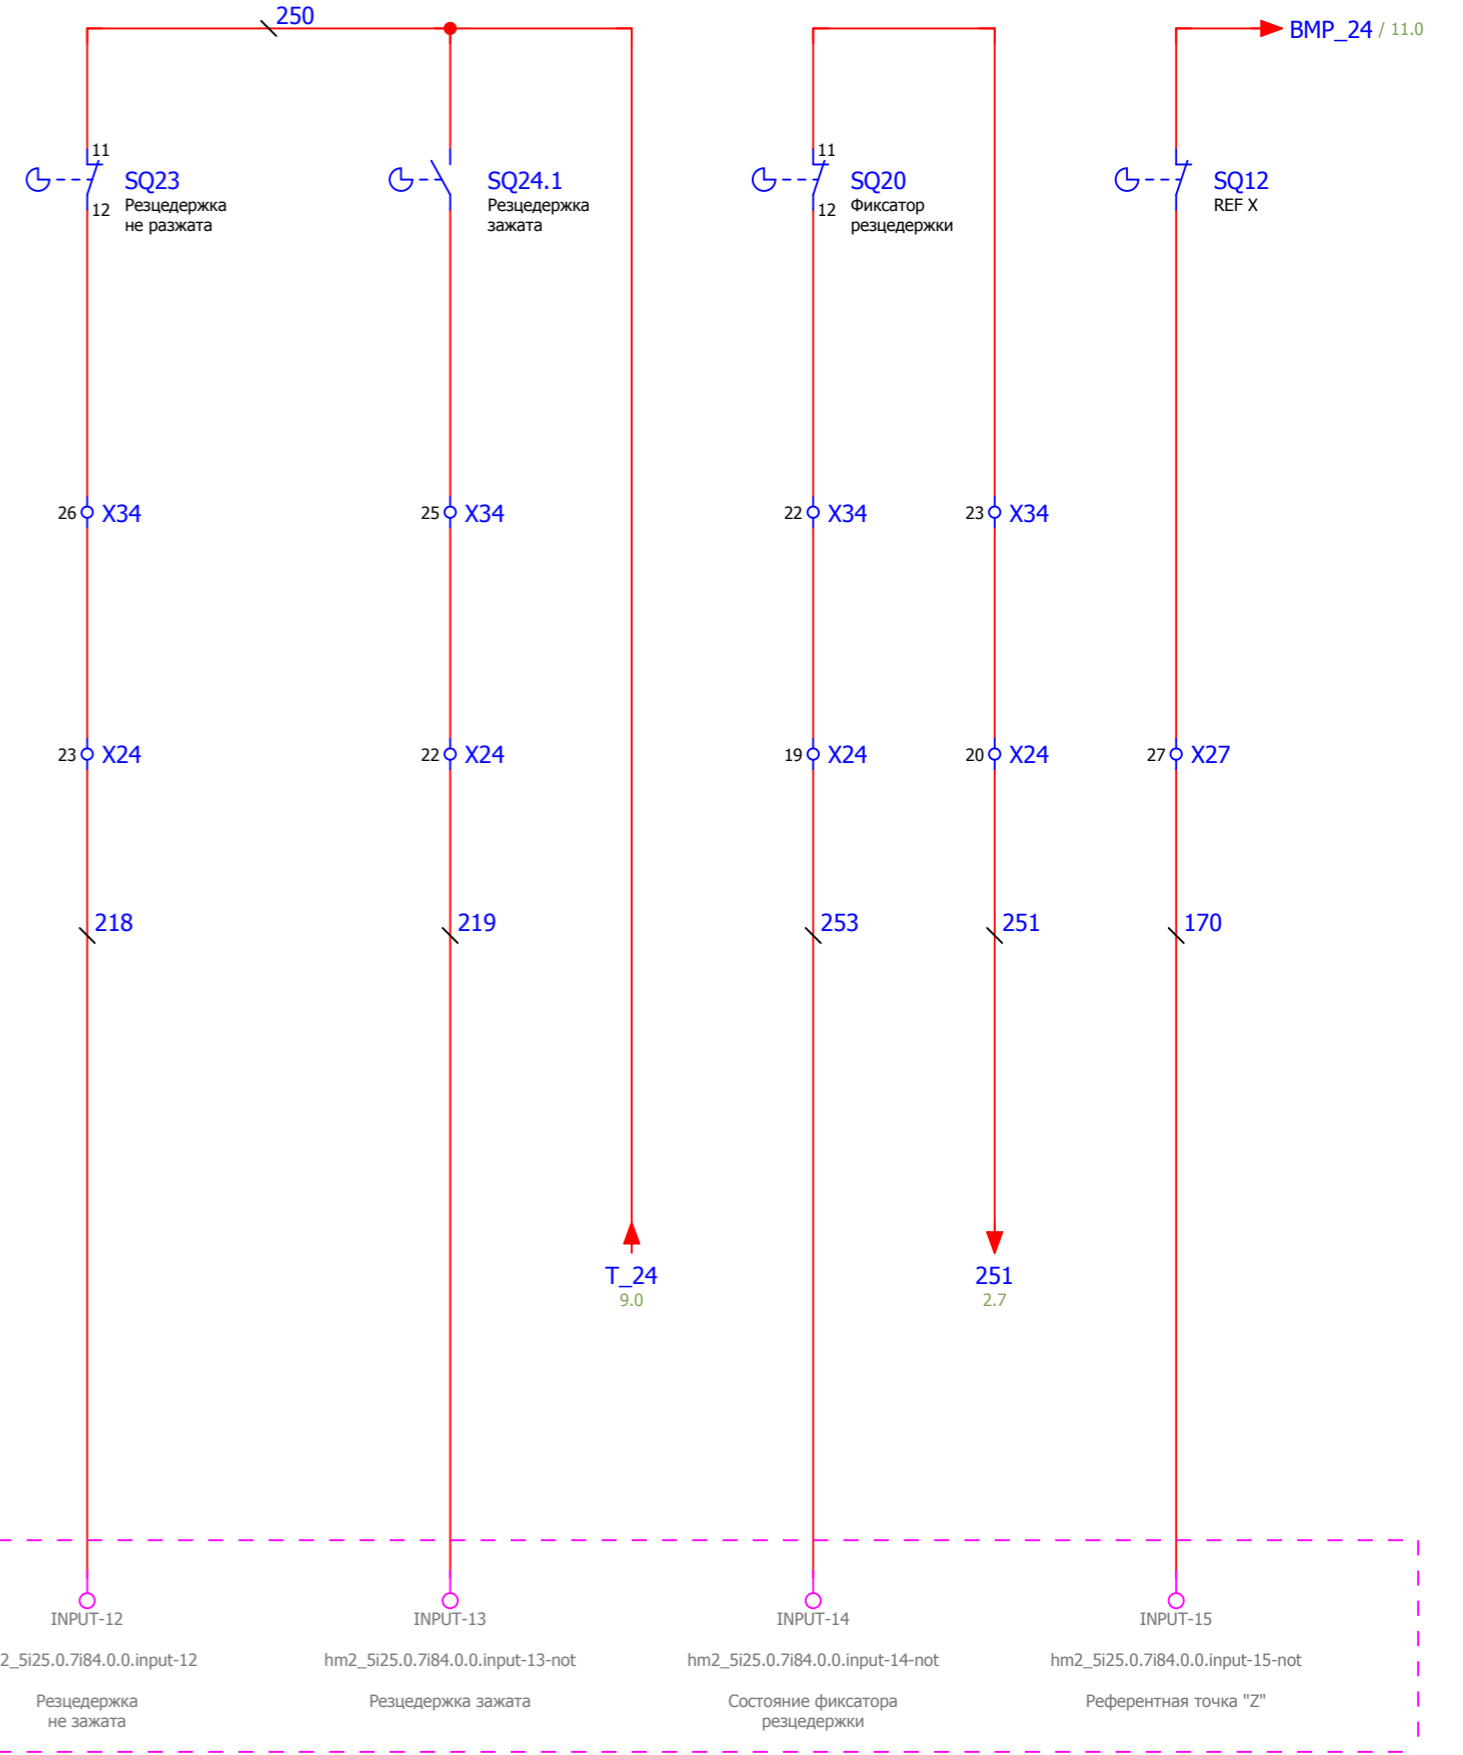 250
BMP_24 / 11.0
11
SQ23
12
Резцедержка
не разжата
SQ24.1
Резцедержка
зажата
11
SQ20
12
Фиксатор
резцедержки
SQ12
REF X
26 X34
25 X34
22 X34
23 X34
23 X24
22 X24
19 X24
20 X24
27 X27
218
219
253
251
170
T_24
9.0
251
2.7
INPUT-12
INPUT-13
INPUT-14
INPUT-15
2_5i25.0.7i84.0.0.input-12
hm2_5i25.0.7i84.0.0.input-13-not
hm2_5i25.0.7i84.0.0.input-14-not
hm2_5i25.0.7i84.0.0.input-15-not
Резцедержка
не зажата
Резцедержка зажата
Состояние фиксатора
резцедержки
Референтная точка "Z"